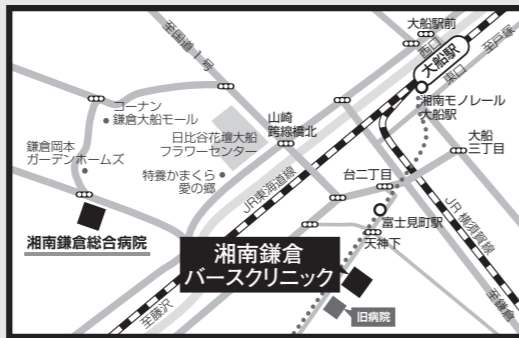 至国道1号
大船駅前
西口
大船駅
東口
至戸塚
コーナン
鎌倉大船モール
山崎
跨線橋北
湘南モノレール
大船駅
日比谷花壇大船
フラワーセンター
鎌倉岡本
ガーデンホームズ
大船
三丁目
特養かまくら
愛の郷
台二丁目
JR東海道線
JR横須賀線
湘南鎌倉総合病院
富士見町駅
天神下
湘南鎌倉
バースクリニック
至藤沢
旧病院
至鎌倉